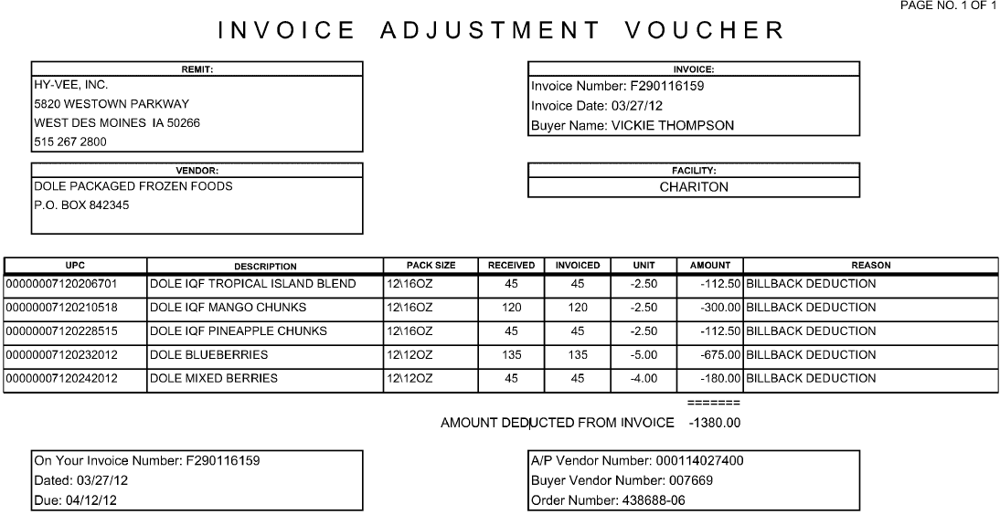 PAGE NO. 1 OF 1
INVOICE ADJUSTMENT VOUCHER
REMIT:
HY-VEE, INC.
5820 WESTOWN PARKWAY
WEST DES MOINES IA 50266
515 267 2800
INVOICE:
Invoice Number: F290116159
Invoice Date: 03/27/12
Buyer Name: VICKIE THOMPSON
VENDOR:
DOLE PACKAGED FROZEN FOODS
P.O. BOX 842345
FACILITY:
CHARITON
UPC DESCRIPTION PACK SIZE RECEIVED INVOICED UNIT AMOUNT REASON
00000007120206701 DOLE IQF TROPICAL ISLAND BLEND 12\16OZ 45 45 -2.50 -112.50 BILLBACK DEDUCTION
00000007120210518 DOLE IQF MANGO CHUNKS 12\16OZ 120 120 -2.50 -300.00 BILLBACK DEDUCTION
00000007120228515 DOLE IQF PINEAPPLE CHUNKS 12\16OZ 45 45 -2.50 -112.50 BILLBACK DEDUCTION
00000007120232012 DOLE BLUEBERRIES 12\12OZ 135 135 -5.00 -675.00 BILLBACK DEDUCTION
00000007120242012 DOLE MIXED BERRIES 12\12OZ 45 45 -4.00 -180.00 BILLBACK DEDUCTION
=======
AMOUNT DEDUCTED FROM INVOICE -1380.00
On Your Invoice Number: F290116159
Dated: 03/27/12
Due: 04/12/12
A/P Vendor Number: 000114027400
Buyer Vendor Number: 007669
Order Number: 438688-06